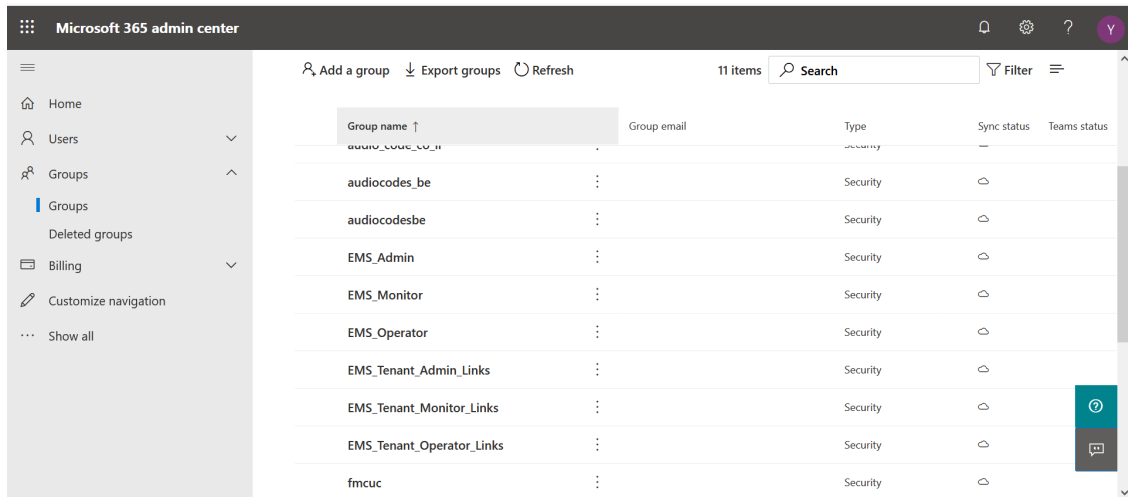 Microsoft 365 admin center
Y
Home
Users
Groups
Groups
Deleted groups
Billing
Customize navigation
Show all
Add a group Export groups Refresh 11 items Search Filter
Group name ↑ Group email Type Sync status Teams status
audiocodes_be Security
audiocodesbe Security
EMS_Admin Security
EMS_Monitor Security
EMS_Operator Security
EMS_Tenant_Admin_Links Security
EMS_Tenant_Monitor_Links Security
EMS_Tenant_Operator_Links Security
fmcuc Security